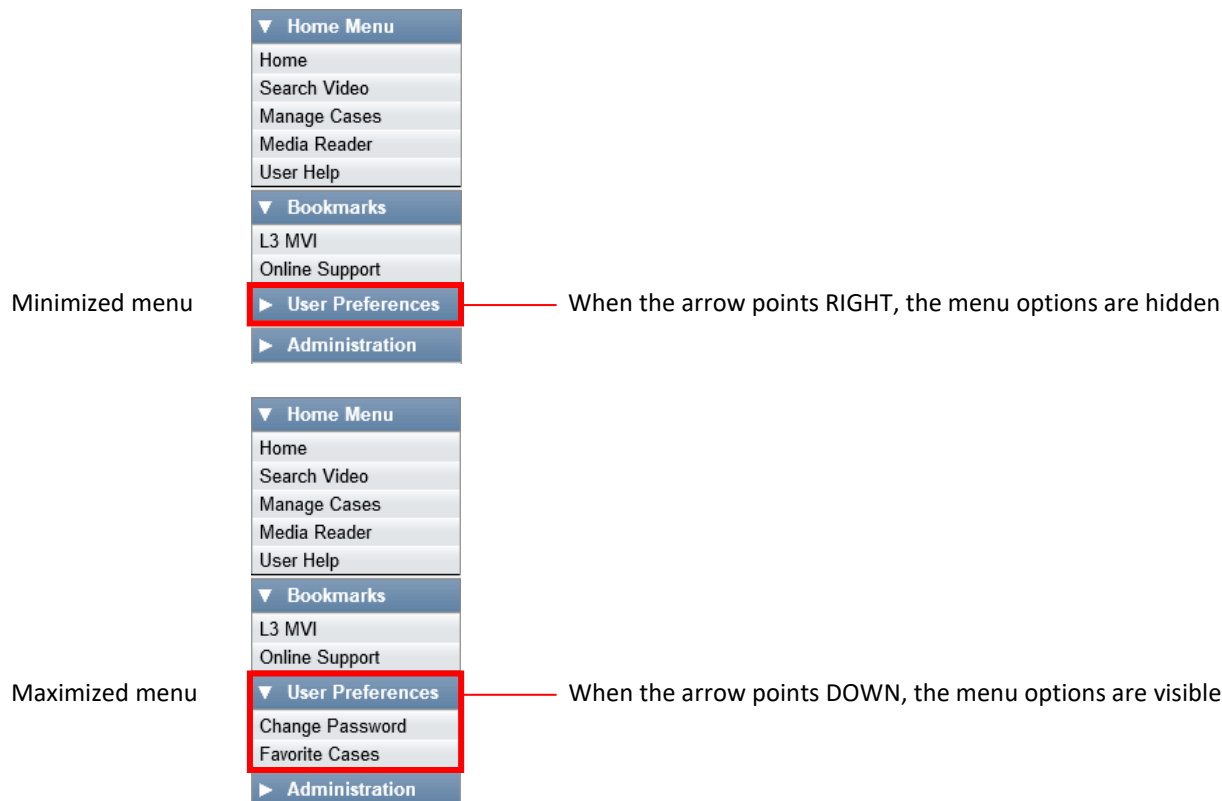 ▼ Home Menu
Home
Search Video
Manage Cases
Media Reader
User Help
▼ Bookmarks
L3 MVI
Online Support
Minimized menu
► User Preferences
When the arrow points RIGHT, the menu options are hidden
► Administration
▼ Home Menu
Home
Search Video
Manage Cases
Media Reader
User Help
▼ Bookmarks
L3 MVI
Online Support
Maximized menu
▼ User Preferences
When the arrow points DOWN, the menu options are visible
Change Password
Favorite Cases
► Administration